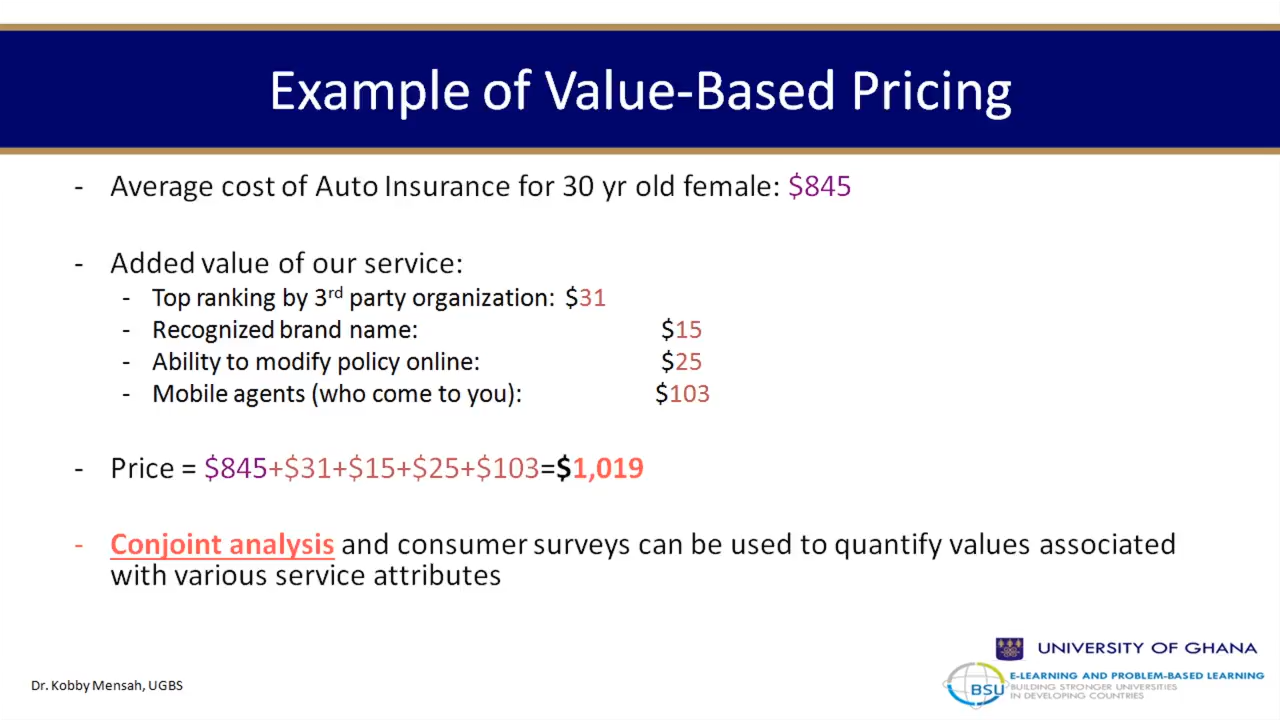 Example of Value-Based Pricing
- Average cost of Auto Insurance for 30 yr old female: $845
- Added value of our service:
- Top ranking by 3rd party organization: $31
- Recognized brand name: $15
- Ability to modify policy online: $25
- Mobile agents (who come to you): $103
- Price = $845+$31+$15+$25+$103=$1,019
- Conjoint analysis and consumer surveys can be used to quantify values associated
with various service attributes
UNIVERSITY OF GHANA
Dr. Kobby Mensah, UGBS
BSU
E-LEARNING AND PROBLEM-BASED LEARNING
BUILDING STRONGER UNIVERSITIES
IN DEVELOPING COUNTRIES